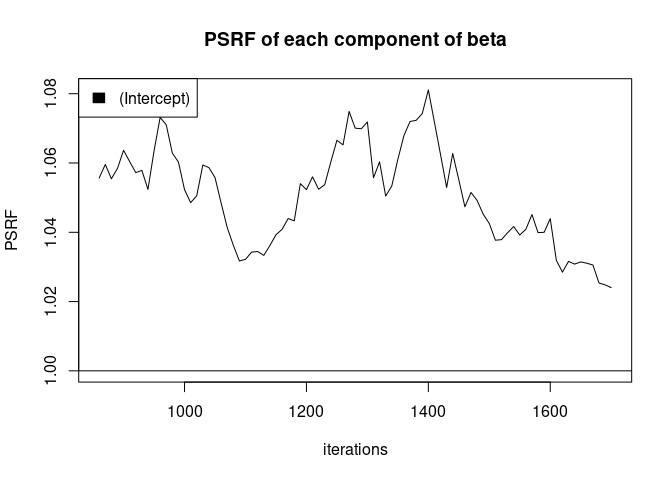 PSRF of each component of beta
(Intercept)
PSRF
1.00
1.02
1.04
1.06
1.08
1000 1200 1400 1600
iterations